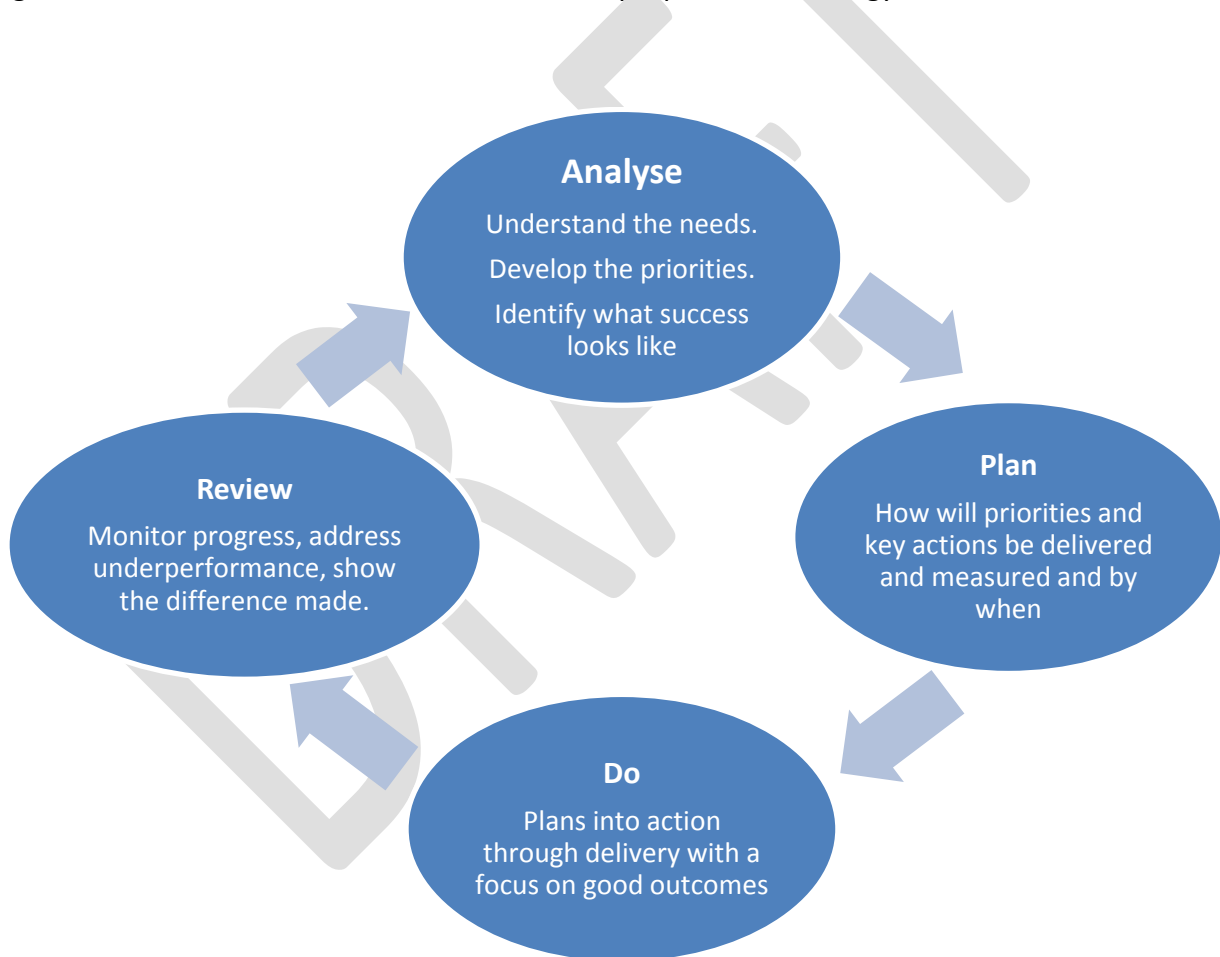 Analyse
Understand the needs.
Develop the priorities.
Identify what success
looks like
Plan
How will priorities and
key actions be delivered
and measured and by
when
Do
Plans into action
through delivery with a
focus on good outcomes
Review
Monitor progress, address
underperformance, show
the difference made.
DRAFT